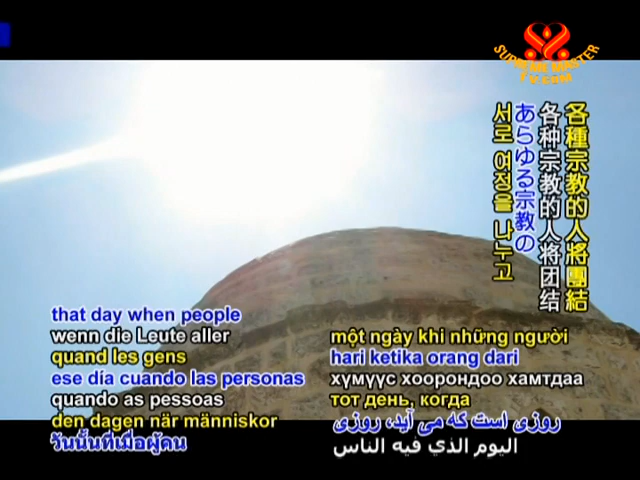 SUPREME MASTER
TV.COM
各種宗教的人將團結
各种宗教的人将团结
あらゆる宗教の
서로 여정을 나누고
that day when people
wenn die Leute aller
quand les gens
ese día cuando las personas
quando as pessoas
den dagen när människor
วันนั้นที่เมื่อผู้คน
một ngày khi những người
hari ketika orang dari
хүмүүс хоорондоо хамтдаа
тот день, когда
روزی است که می آید، روزی
اليوم الذي فيه الناس